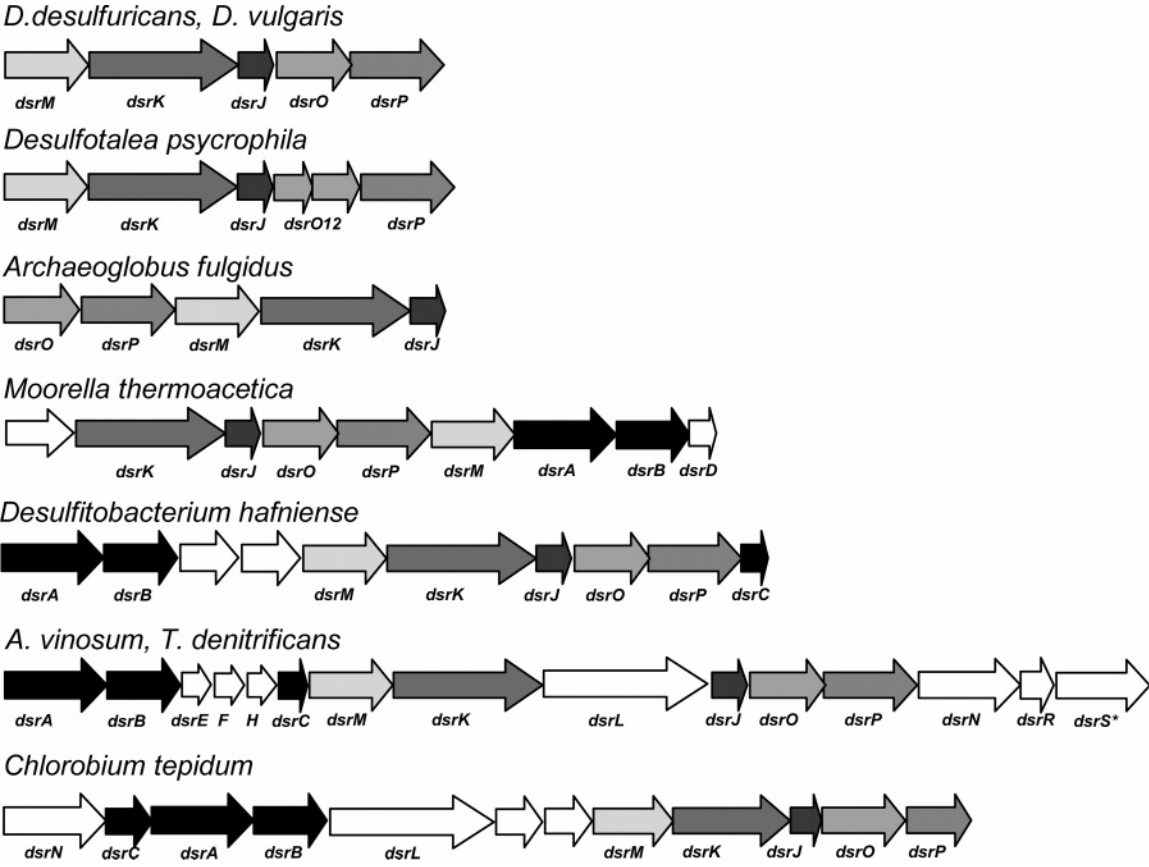 D.desulfuricans, D. vulgaris
dsrM dsrK dsrJ dsrO dsrP
Desulfotalea psycrophila
dsrM dsrK dsrJ dsrO12 dsrP
Archaeoglobus fulgidus
dsrO dsrP dsrM dsrK dsrJ
Moorella thermoacetica
dsrK dsrJ dsrO dsrP dsrM dsrA dsrB dsrD
Desulfitobacterium hafniense
dsrA dsrB dsrM dsrK dsrJ dsrO dsrP dsrC
A. vinosum, T. denitrificans
dsrA dsrB dsrE F H dsrC dsrM dsrK dsrL dsrJ dsrO dsrP dsrN dsrR dsrS*
Chlorobium tepidum
dsrN dsrC dsrA dsrB dsrL dsrM dsrK dsrJ dsrO dsrP